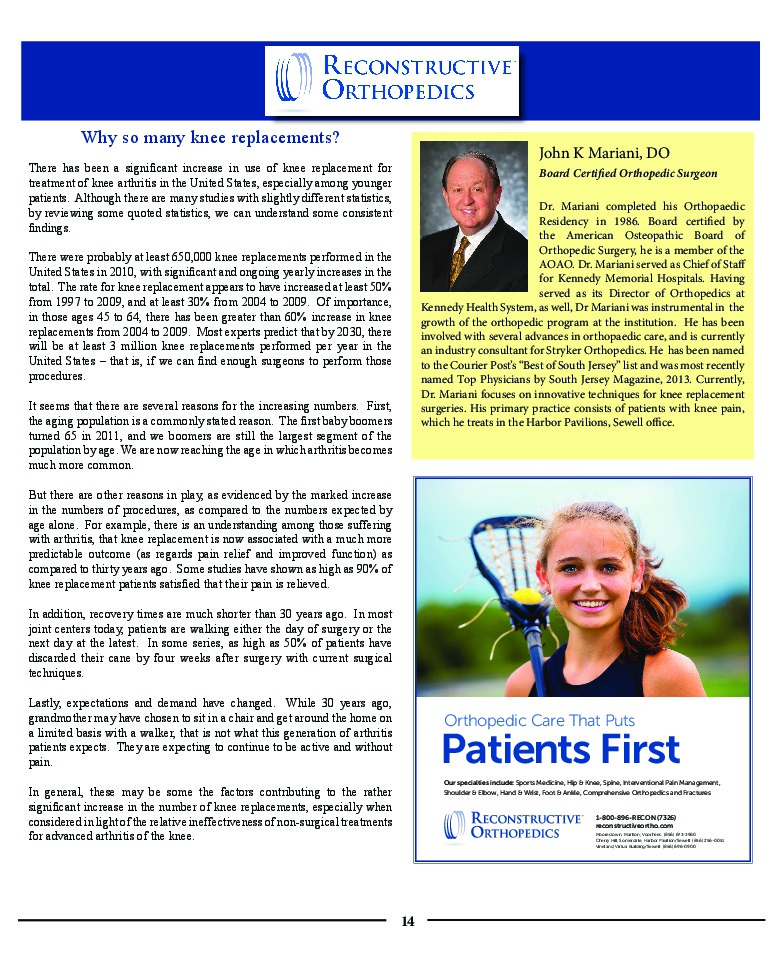 RECONSTRUCTIVE
ORTHOPEDICS
Why so many knee replacements?
There has been a significant increase in use of knee replacement for
treatment of knee arthritis in the United States, especially among younger
patients. Although there are many studies with slightly different statistics,
by reviewing some quoted statistics, we can understand some consistent
findings.
There were probably at least 650,000 knee replacements performed in the
United States in 2010, with significant and ongoing yearly increases in the
total. The rate for knee replacement appears to have increased at least 50%
from 1997 to 2009, and at least 30% from 2004 to 2009. Of importance,
in those ages 45 to 64, there has been greater than 60% increase in knee
replacements from 2004 to 2009. Most experts predict that by 2030, there
will be at least 3 million knee replacements performed per year in the
United States – that is, if we can find enough surgeons to perform those
procedures.
It seems that there are several reasons for the increasing numbers. First,
the aging population is a commonly stated reason. The first baby boomers
turned 65 in 2011, and we boomers are still the largest segment of the
population by age. We are now reaching the age in which arthritis becomes
much more common.
But there are other reasons in play, as evidenced by the marked increase
in the numbers of procedures, as compared to the numbers expected by
age alone. For example, there is an understanding among those suffering
with arthritis, that knee replacement is now associated with a much more
predictable outcome (as regards pain relief and improved function) as
compared to thirty years ago. Some studies have shown as high as 90% of
knee replacement patients satisfied that their pain is relieved.
In addition, recovery times are much shorter than 30 years ago. In most
joint centers today, patients are walking either the day of surgery or the
next day at the latest. In some series, as high as 50% of patients have
discarded their cane by four weeks after surgery with current surgical
techniques.
Lastly, expectations and demand have changed. While 30 years ago,
grandmother may have chosen to sit in a chair and get around the home on
a limited basis with a walker, that is not what this generation of arthritis
patients expects. They are expecting to continue to be active and without
pain.
In general, these may be some the factors contributing to the rather
significant increase in the number of knee replacements, especially when
considered in light of the relative ineffectiveness of non-surgical treatments
for advanced arthritis of the knee.
John K Mariani, DO
Board Certified Orthopedic Surgeon
Dr. Mariani completed his Orthopaedic
Residency in 1986. Board certified by
the American Osteopathic Board of
Orthopedic Surgery, he is a member of the
AOAO. Dr. Mariani served as Chief of Staff
for Kennedy Memorial Hospitals. Having
served as its Director of Orthopedics at
Kennedy Health System, as well, Dr Mariani was instrumental in the
growth of the orthopedic program at the institution. He has been
involved with several advances in orthopaedic care, and is currently
an industry consultant for Stryker Orthopedics. He has been named
to the Courier Post's “Best of South Jersey” list and was most recently
named Top Physicians by South Jersey Magazine, 2013. Currently,
Dr. Mariani focuses on innovative techniques for knee replacement
surgeries. His primary practice consists of patients with knee pain,
which he treats in the Harbor Pavilions, Sewell office.
Orthopedic Care That Puts
Patients First
Our specialties include: Sports Medicine, Hip & Knee, Spine, Interventional Pain Management,
Shoulder & Elbow, Hand & Wrist, Foot & Ankle, Comprehensive Orthopedics and Fractures
RECONSTRUCTIVE
ORTHOPEDICS
1-800-896-RECON (7326)
reconstructiveortho.com
14